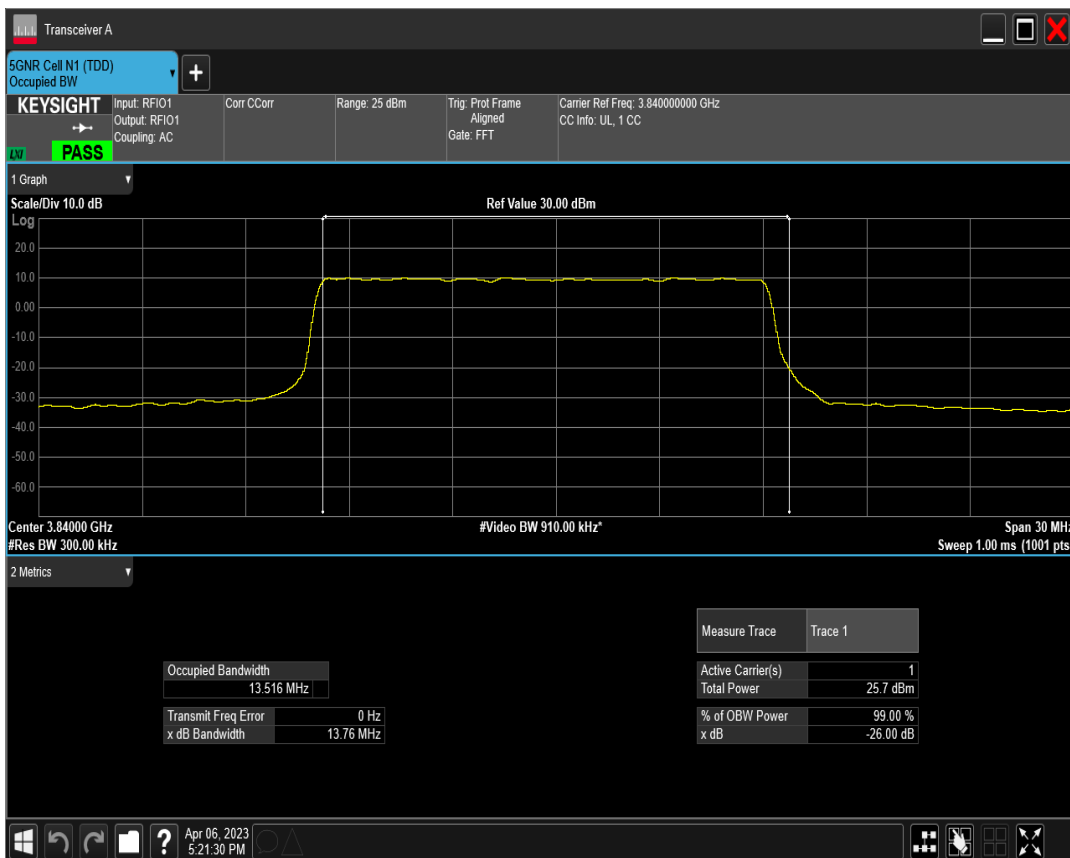 Transceiver A
5GNR Cell N1 (TDD)
Occupied BW
+
KEYSIGHT
LXI
PASS
Input: RFIO1
Output: RFIO1
Coupling: AC
Corr CCorr
Range: 25 dBm
Trig: Prot Frame
Aligned
Gate: FFT
Carrier Ref Freq: 3.840000000 GHz
CC Info: UL, 1 CC
1 Graph
Scale/Div 10.0 dB
Ref Value 30.00 dBm
Log
20.0
10.0
0.00
-10.0
-20.0
-30.0
-40.0
-50.0
-60.0
Center 3.84000 GHz
#Video BW 910.00 kHz*
Span 30 MHz
#Res BW 300.00 kHz
Sweep 1.00 ms (1001 pts
2 Metrics
Measure Trace Trace 1
Occupied Bandwidth
13.516 MHz
Transmit Freq Error 0 Hz
x dB Bandwidth 13.76 MHz
Active Carrier(s) 1
Total Power 25.7 dBm
% of OBW Power 99.00 %
x dB -26.00 dB
?
Apr 06, 2023
5:21:30 PM